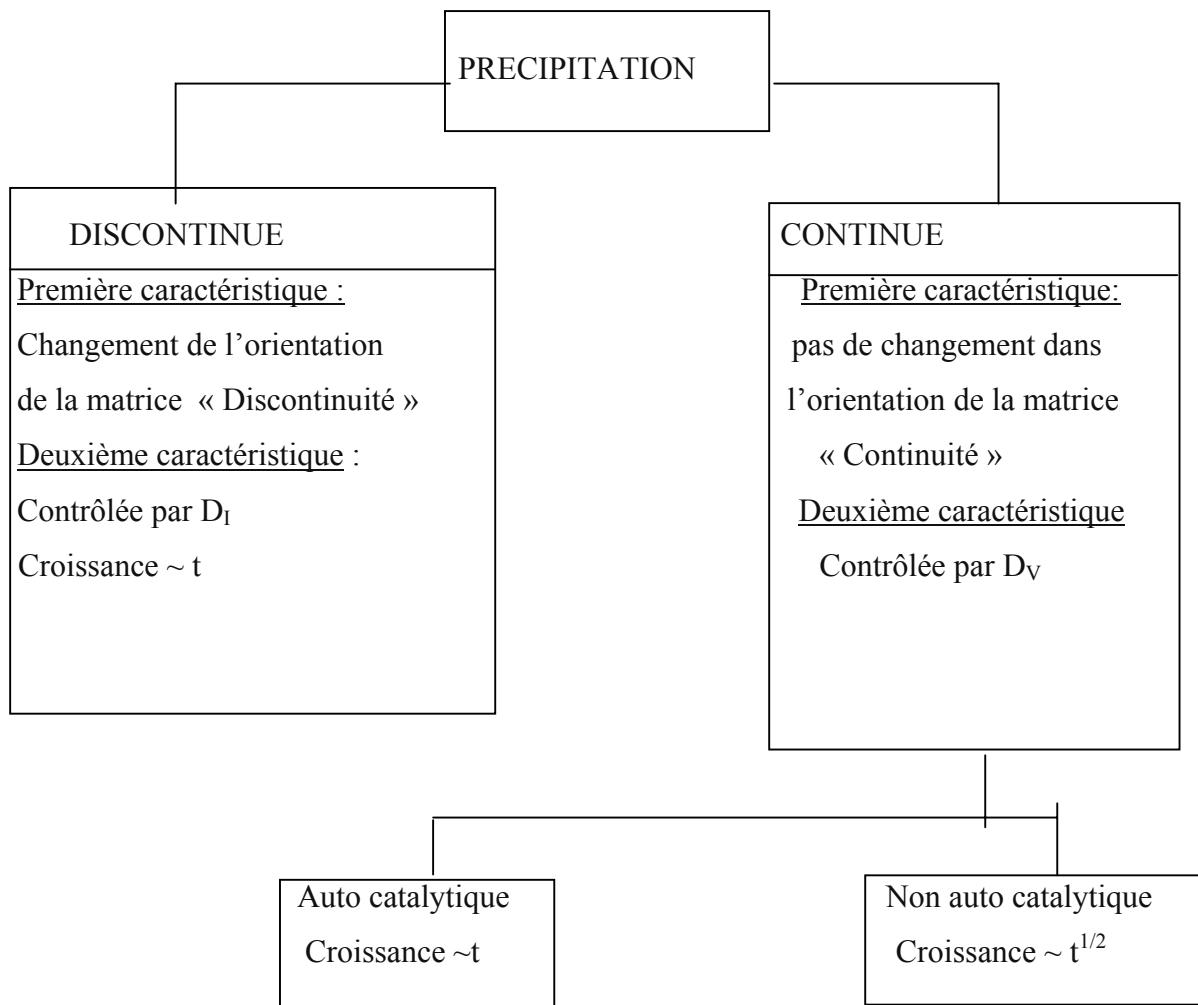 PRECIPITATION
DISCONTINUE
Première caractéristique :
Changement de l’orientation
de la matrice « Discontinuité »
Deuxième caractéristique :
Contrôlée par D_I
Croissance ~ t
CONTINUE
Première caractéristique:
pas de changement dans
l’orientation de la matrice
« Continuité »
Deuxième caractéristique
Contrôlée par D_V
Auto catalytique
Croissance ~t
Non auto catalytique
Croissance ~ t^{1/2}